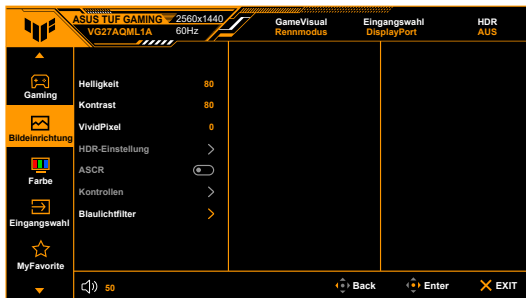 ASUS TUF GAMING 2560x1440
VG27AQML1A 60Hz
GameVisual
Rennmodus
Eingangswahl
DisplayPort
HDR
AUS
Gaming
Bildeinrichtung
Farbe
Eingangswahl
MyFavorite
Helligkeit 80
Kontrast 80
VividPixel 0
HDR-Einstellung
ASCR
Kontrollen
Blaulichtfilter
50
Back
Enter
EXIT